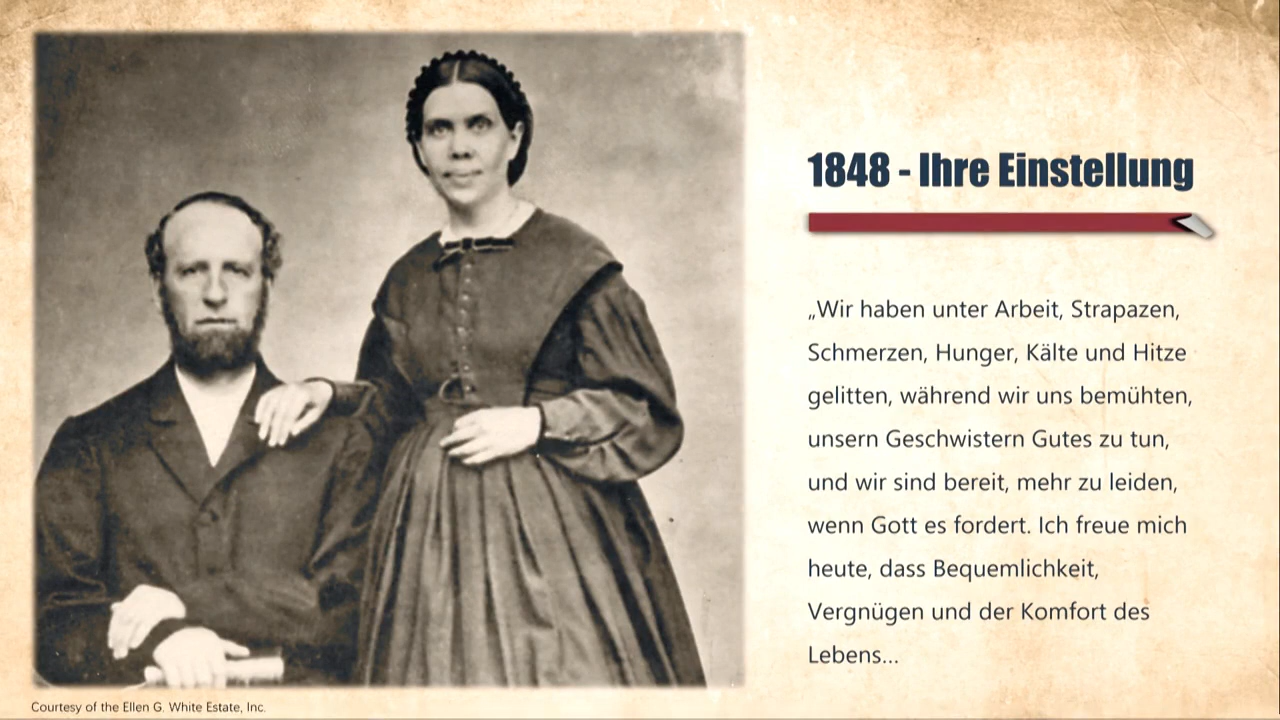 1848 - Ihre Einstellung
„Wir haben unter Arbeit, Strapazen,
Schmerzen, Hunger, Kälte und Hitze
gelitten, während wir uns bemühten,
unsern Geschwistern Gutes zu tun,
und wir sind bereit, mehr zu leiden,
wenn Gott es fordert. Ich freue mich
heute, dass Bequemlichkeit,
Vergnügen und der Komfort des
Lebens...
Courtesy of the Ellen G. White Estate, Inc.